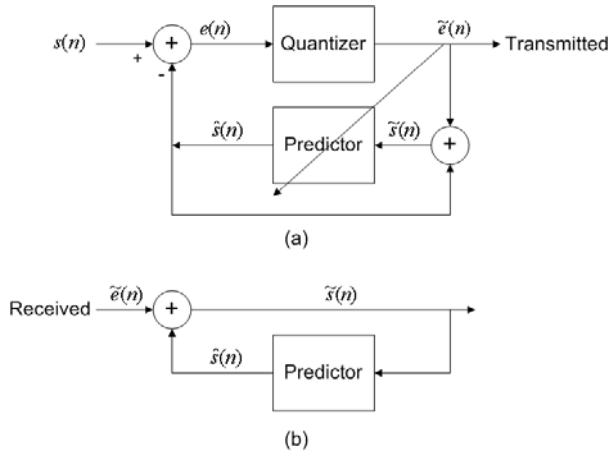 s(n) + - + e(n) Quantizer ẽ(n) Transmitted
ŝ(n) Predictor s̃(n) +
(a)
Received ẽ(n) + s̃(n)
ŝ(n) Predictor
(b)